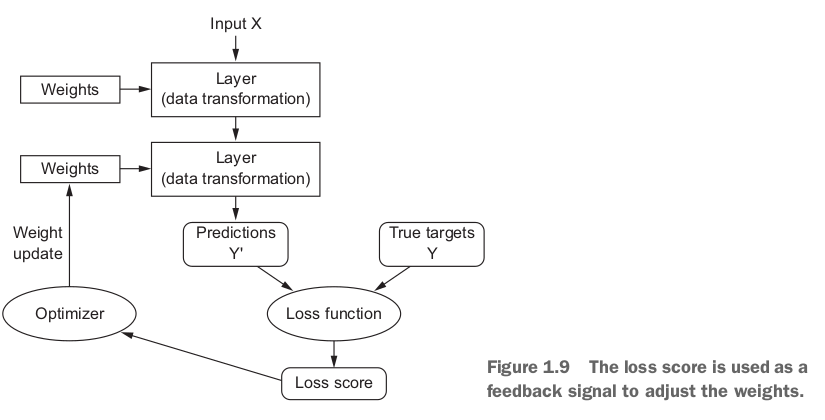 Input X
Weights
Layer
(data transformation)
Weights
Layer
(data transformation)
Weight
update
Predictions
Y'
True targets
Y
Optimizer
Loss function
Loss score
Figure 1.9 The loss score is used as a
feedback signal to adjust the weights.